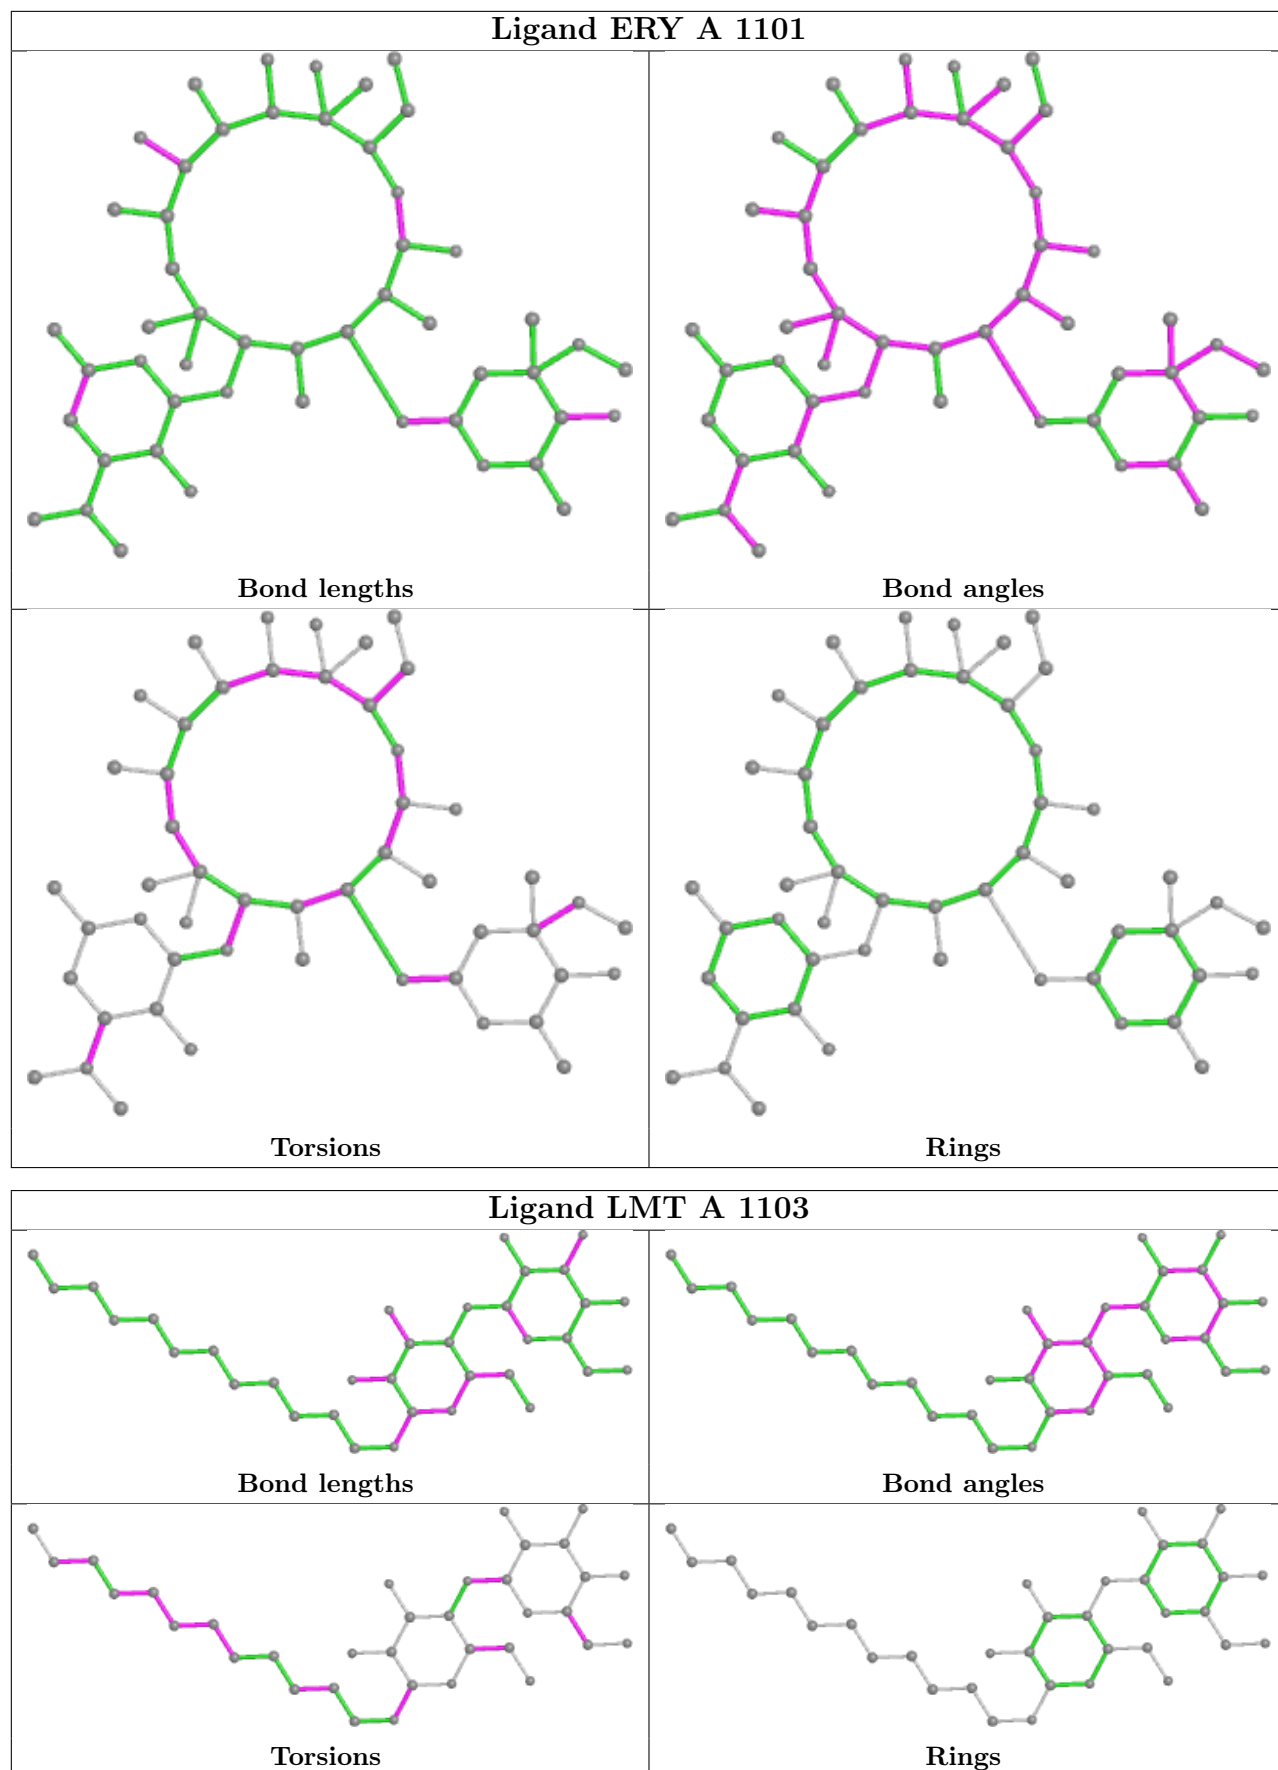 Ligand ERY A 1101
Bond lengths
Bond angles
Torsions
Rings
Ligand LMT A 1103
Bond lengths
Bond angles
Torsions
Rings